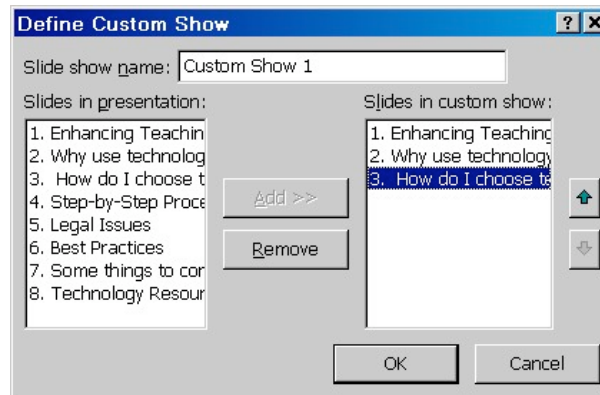 Define Custom Show
Slide show name: Custom Show 1
Slides in presentation:
1. Enhancing Teachin
2. Why use technolog
3. How do I choose t
4. Step-by-Step Proce
5. Legal Issues
6. Best Practices
7. Some things to cor
8. Technology Resour
Add >>
Remove
Slides in custom show:
1. Enhancing Teaching
2. Why use technology
3. How do I choose te
OK
Cancel